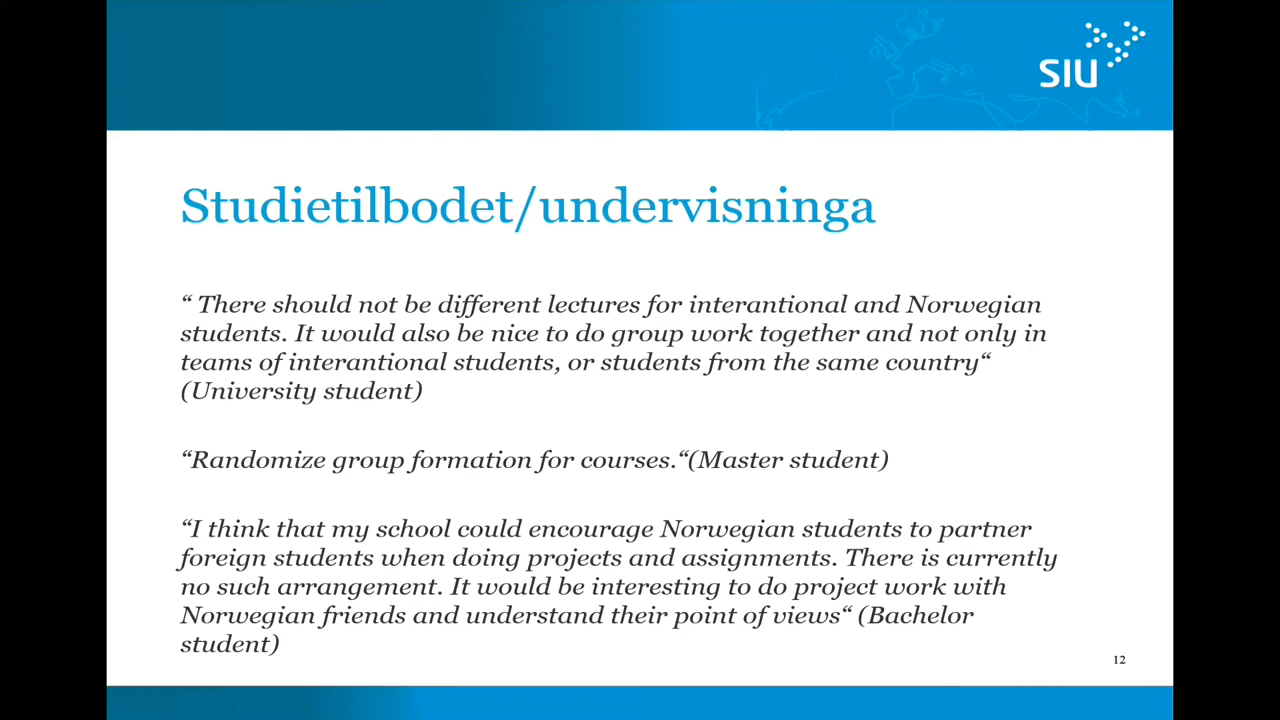 SIU
Studietilbodet/undervisninga
“ There should not be different lectures for interantional and Norwegian
students. It would also be nice to do group work together and not only in
teams of interantional students, or students from the same country“
(University student)
“Randomize group formation for courses.“(Master student)
“I think that my school could encourage Norwegian students to partner
foreign students when doing projects and assignments. There is currently
no such arrangement. It would be interesting to do project work with
Norwegian friends and understand their point of views“ (Bachelor
student)
12